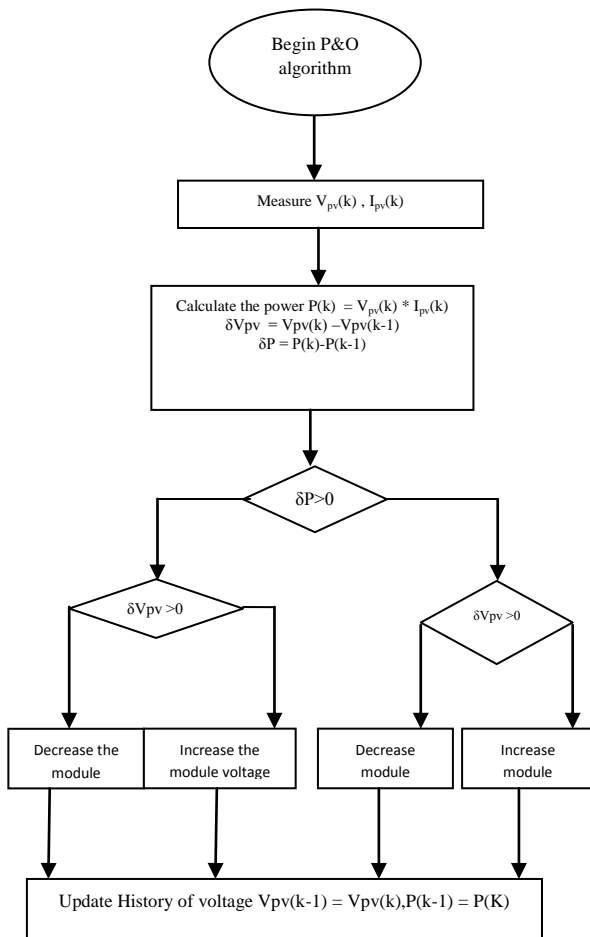 Begin P&O
algorithm
Measure Vpv(k) , Ipv(k)
Calculate the power P(k) = Vpv(k) * Ipv(k)
δVpv = Vpv(k) –Vpv(k-1)
δP = P(k)-P(k-1)
δP>0
δVpv >0
δVpv >0
Decrease the
module
Increase the
module voltage
Decrease
module
Increase
module
Update History of voltage Vpv(k-1) = Vpv(k),P(k-1) = P(K)